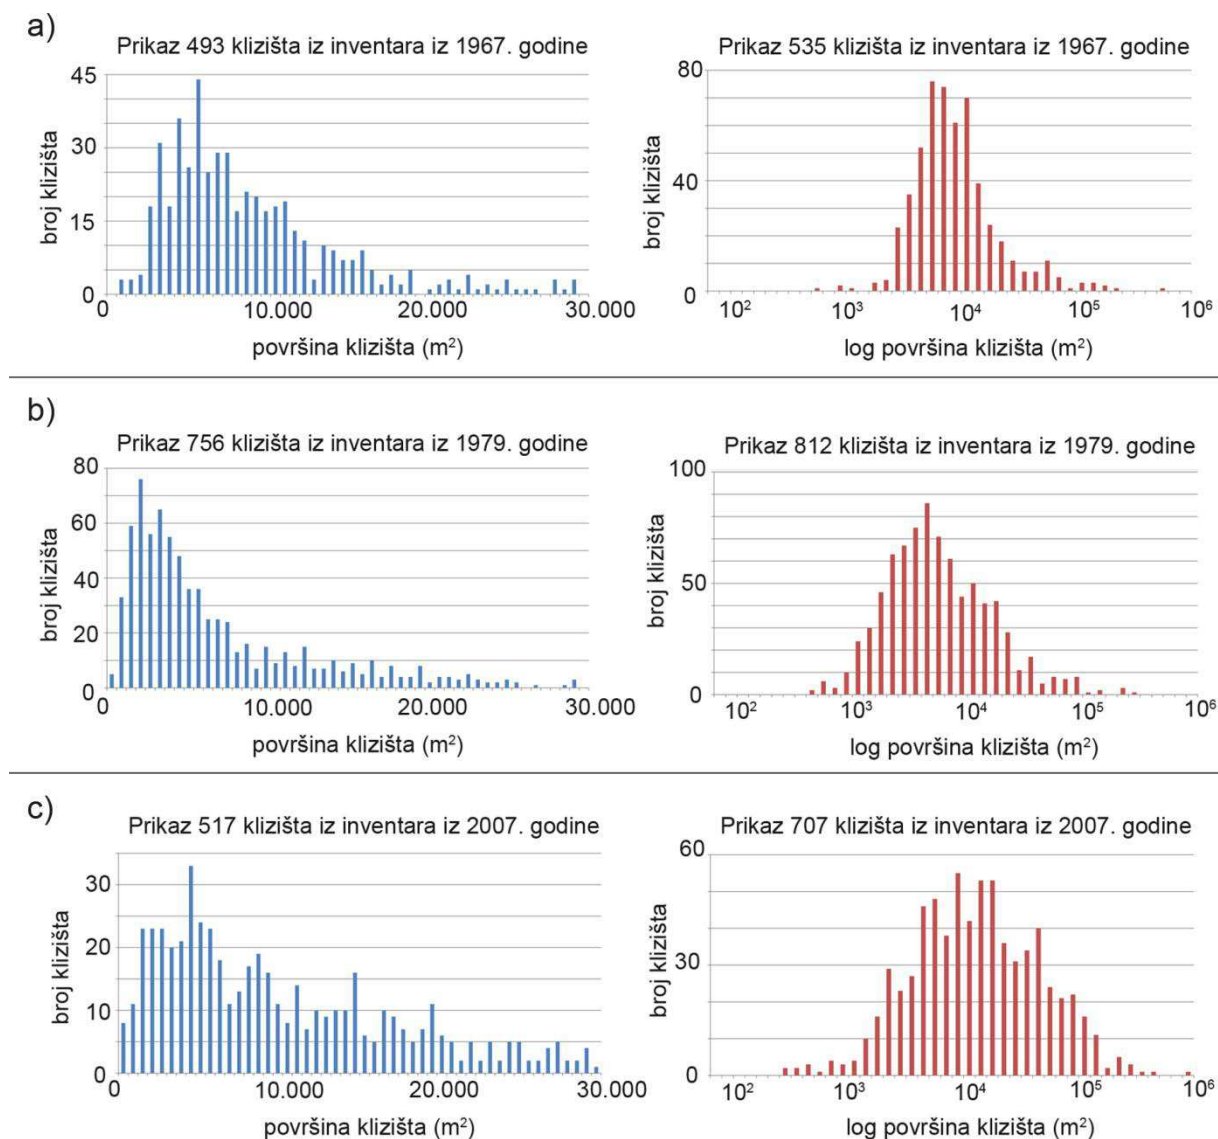 a)
Prikaz 493 klizišta iz inventara iz 1967. godine
45
30
15
0
broj klizišta
0
10.000
20.000
30.000
površina klizišta (m²)
Prikaz 535 klizišta iz inventara iz 1967. godine
80
40
0
broj klizišta
10²
10³
10⁴
10⁵
10⁶
log površina klizišta (m²)
b)
Prikaz 756 klizišta iz inventara iz 1979. godine
80
60
40
20
0
broj klizišta
0
10.000
20.000
30.000
površina klizišta (m²)
Prikaz 812 klizišta iz inventara iz 1979. godine
100
50
0
broj klizišta
10²
10³
10⁴
10⁵
10⁶
log površina klizišta (m²)
c)
Prikaz 517 klizišta iz inventara iz 2007. godine
30
20
10
0
broj klizišta
0
10.000
20.000
30.000
površina klizišta (m²)
Prikaz 707 klizišta iz inventara iz 2007. godine
60
30
0
broj klizišta
10²
10³
10⁴
10⁵
10⁶
log površina klizišta (m²)